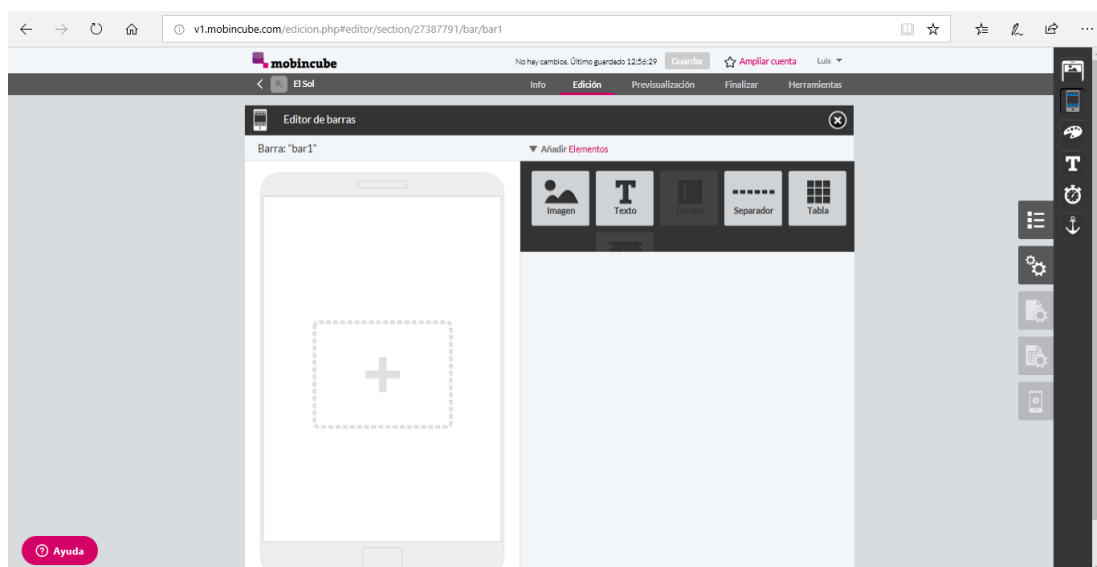 v1.mobincube.com/edicion.php#editor/section/27387791/bar/bar1
mobincube
No hay cambios. Último guardado 12:56:29 Guardar Ampliar cuenta Luis
El Sol
Info Edición Previsualización Finalizar Herramientas
Editor de barras
Barra: "bar1"
Añadir Elementos
Imagen Texto Campo Separador Tabla
Ayuda